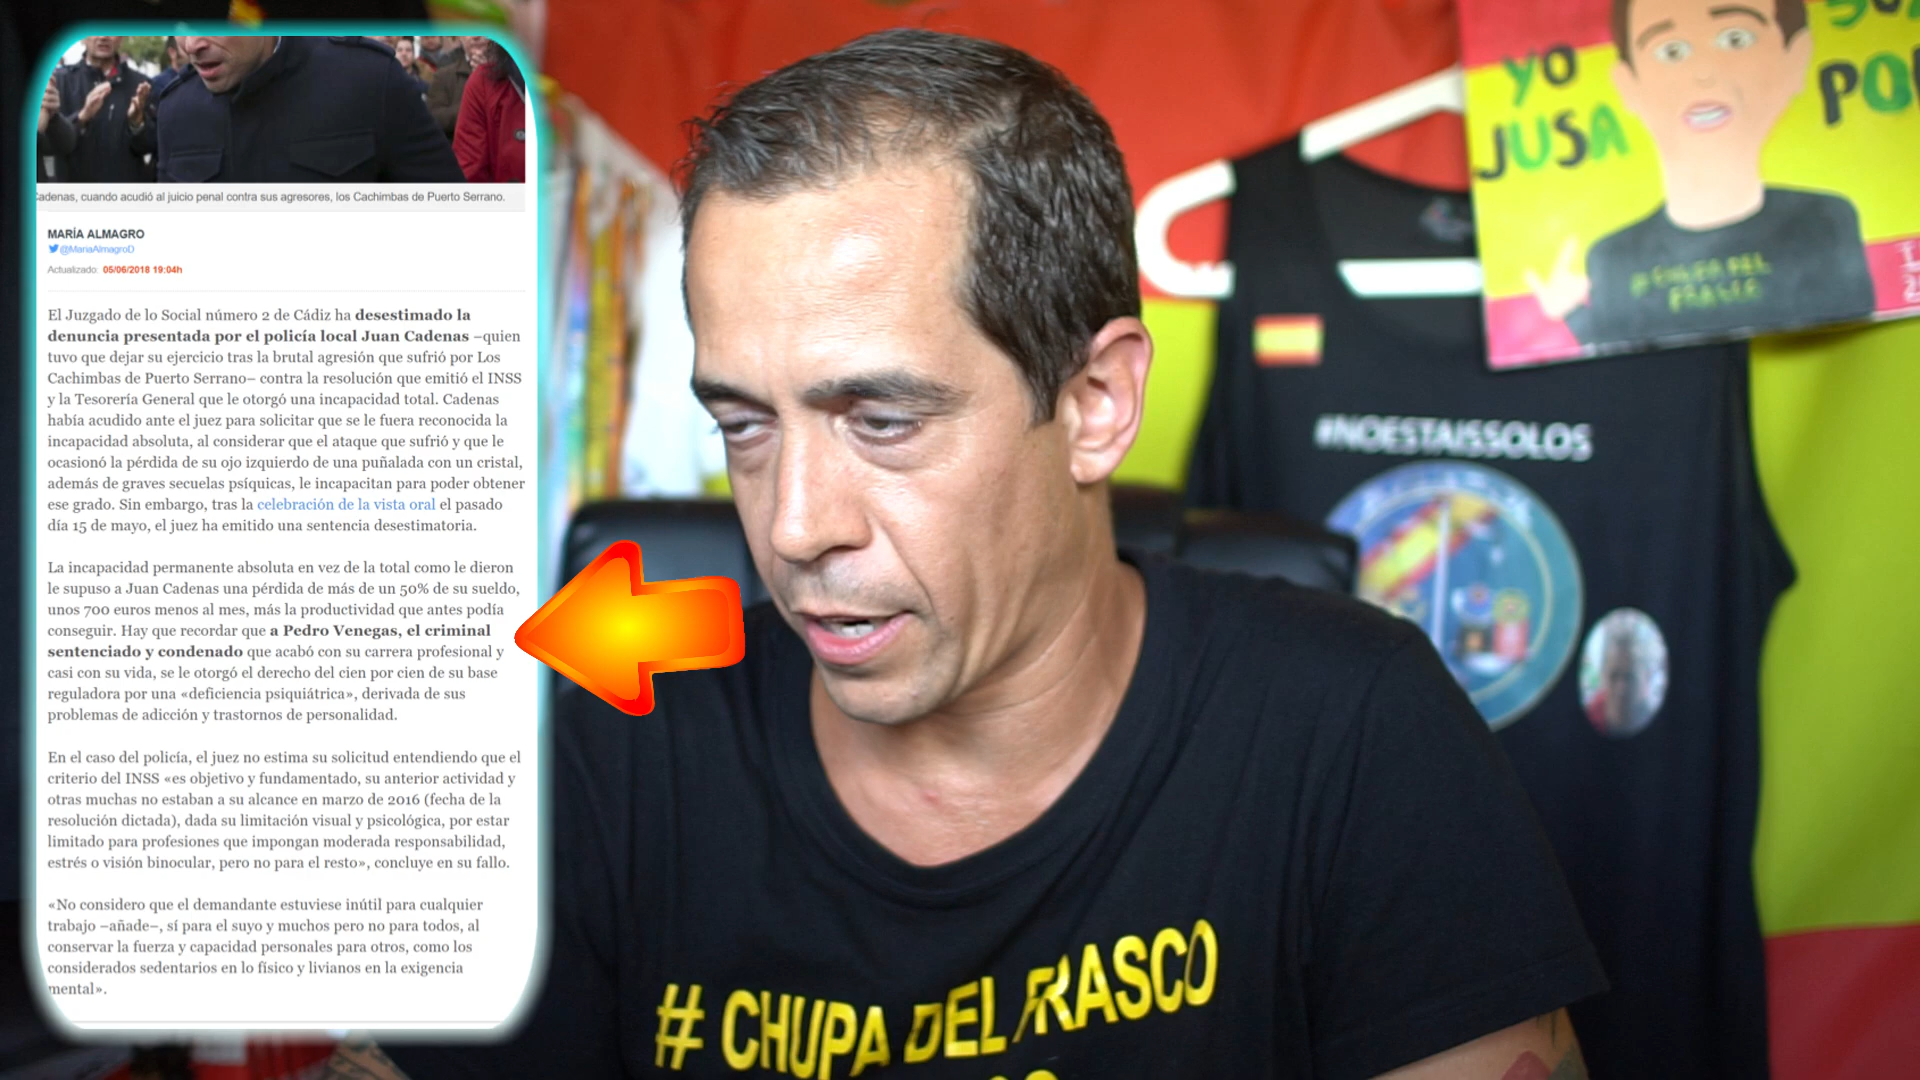 Cadenas, cuando acudió al juicio penal contra sus agresores, los Cachimbas de Puerto Serrano.
MARÍA ALMAGRO
@MariaAlmagroD
Actualizado: 05/06/2018 19:04h
El Juzgado de lo Social número 2 de Cádiz ha desestimado la
denuncia presentada por el policía local Juan Cadenas –quien
tuvo que dejar su ejercicio tras la brutal agresión que sufrió por Los
Cachimbas de Puerto Serrano– contra la resolución que emitió el INSS
y la Tesorería General que le otorgó una incapacidad total. Cadenas
había acudido ante el juez para solicitar que se le fuera reconocida la
incapacidad absoluta, al considerar que el ataque que sufrió y que le
ocasionó la pérdida de su ojo izquierdo de una puñalada con un cristal,
además de graves secuelas psíquicas, le incapacitan para poder obtener
ese grado. Sin embargo, tras la celebración de la vista oral el pasado
día 15 de mayo, el juez ha emitido una sentencia desestimatoria.
La incapacidad permanente absoluta en vez de la total como le dieron
le supuso a Juan Cadenas una pérdida de más de un 50% de su sueldo,
unos 700 euros menos al mes, más la productividad que antes podía
conseguir. Hay que recordar que a Pedro Venegas, el criminal
sentenciado y condenado que acabó con su carrera profesional y
casi con su vida, se le otorgó el derecho del cien por cien de su base
reguladora por una «deficiencia psiquiátrica», derivada de sus
problemas de adicción y trastornos de personalidad.
En el caso del policía, el juez no estima su solicitud entendiendo que el
criterio del INSS «es objetivo y fundamentado, su anterior actividad y
otras muchas no estaban a su alcance en marzo de 2016 (fecha de la
resolución dictada), dada su limitación visual y psicológica, por estar
limitado para profesiones que impongan moderada responsabilidad,
estrés o visión binocular, pero no para el resto», concluye en su fallo.
«No considero que el demandante estuviese inútil para cualquier
trabajo –añade–, sí para el suyo y muchos pero no para todos, al
conservar la fuerza y capacidad personales para otros, como los
considerados sedentarios en lo físico y livianos en la exigencia
mental».
# CHUPA DEL FRASCO
#NOESTAISSOLOS
YO
JUSA
POL
# CHUPA DEL
FRASCO